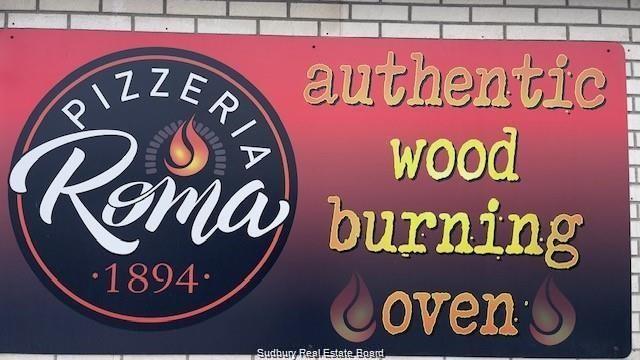 PIZZERIA
Roma
·1894·
authentic
wood
burning
oven
Sudbury Real Estate Board